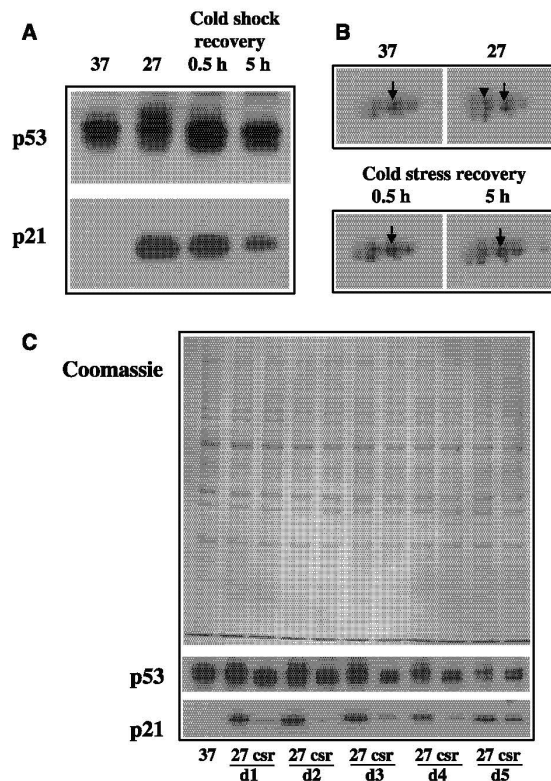 A
Cold shock
recovery
37 27 0.5 h 5 h
p53
p21
B
37 27
Cold stress recovery
0.5 h 5 h
C
Coomassie
p53
p21
37 27 csr 27 csr 27 csr 27 csr 27 csr
d1 d2 d3 d4 d5